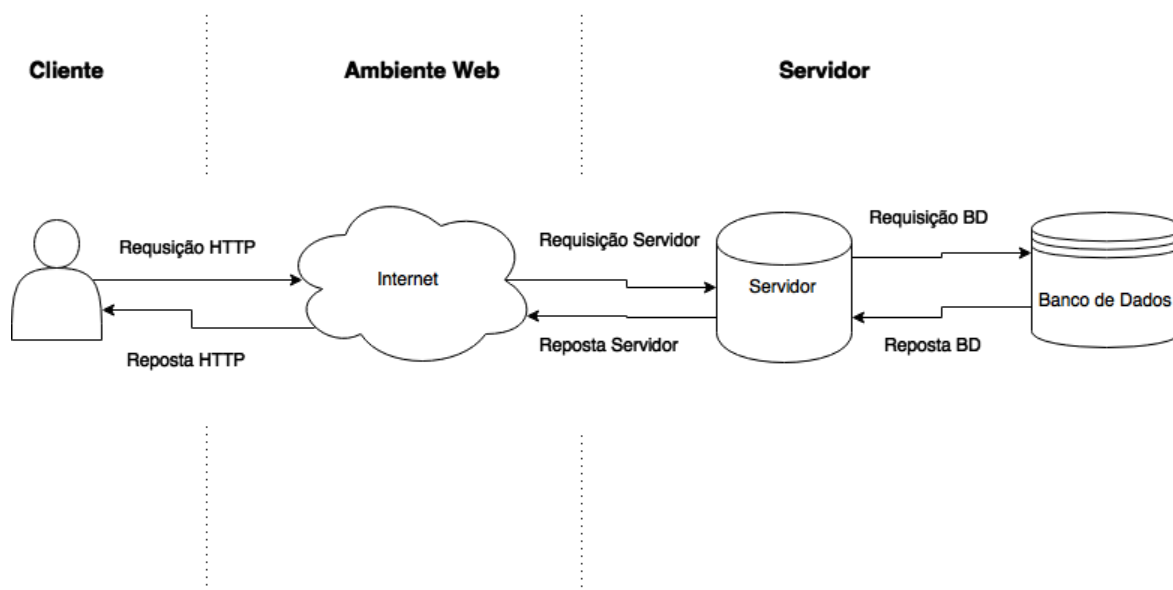 Cliente
Ambiente Web
Servidor
Requsição HTTP
Internet
Requisição Servidor
Servidor
Requisição BD
Banco de Dados
Reposta HTTP
Reposta Servidor
Reposta BD